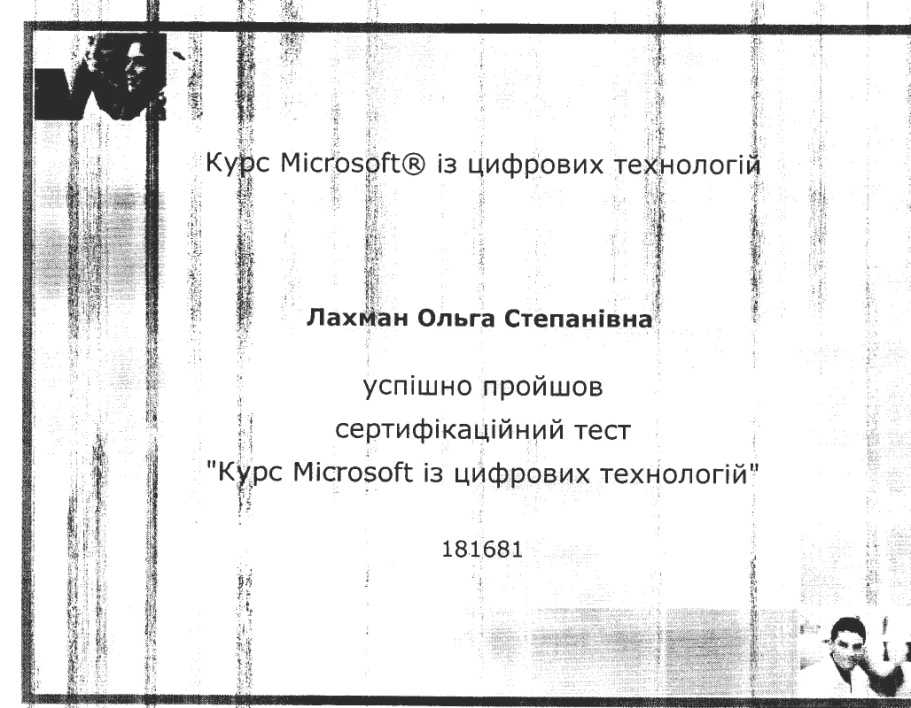 Курс Microsoft® із цифрових технологій
Лахман Ольга Степанівна
успішно пройшов
сертифікаційний тест
"Курс Microsoft із цифрових технологій"
181681